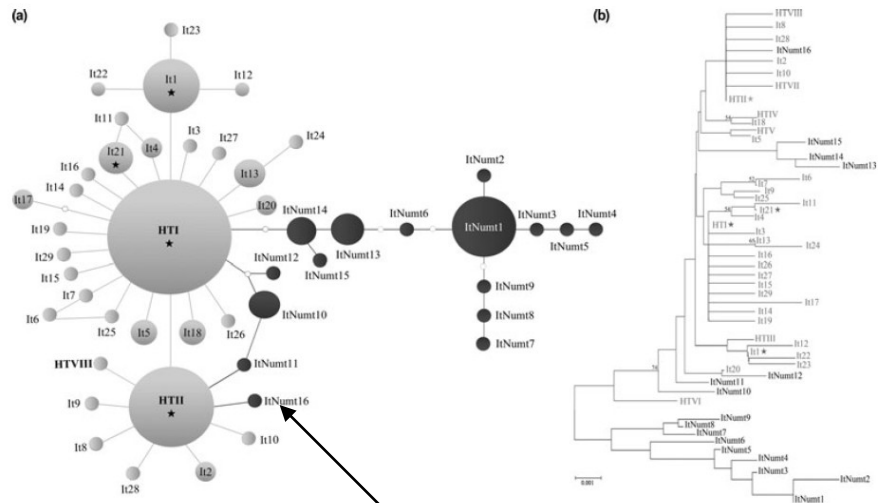 (a)
It23
It22
It1
It12
It11
It3
It27
It24
It21
It4
It13
It16
It14
It17
It20
It19
HTI
ItNumt14
ItNumt13
ItNumt6
ItNumt2
ItNumt1
ItNumt3
ItNumt4
ItNumt5
ItNumt15
ItNumt12
It29
It15
It7
It6
It25
It5
It18
It26
ItNumt10
ItNumt9
ItNumt8
ItNumt7
ItNumt11
HTVIII
It9
HTII
ItNumt16
It8
It10
It28
It2
(b)
HTVIII
It8
It28
ItNumt16
It2
It10
HTVII
HTII
HTIV
It18
HTV
It5
ItNumt15
ItNumt14
ItNumt13
It6
52 It7
It9
It25
It11
It21
It4
HTI
It3
It13
It24
It16
It26
It27
It15
It29
It17
It14
It19
HTIII
It12
It1
It22
It23
It20
ItNumt12
ItNumt11
ItNumt10
HTVI
ItNumt9
ItNumt8
ItNumt7
ItNumt6
ItNumt5
ItNumt4
ItNumt3
ItNumt2
ItNumt1
0.001